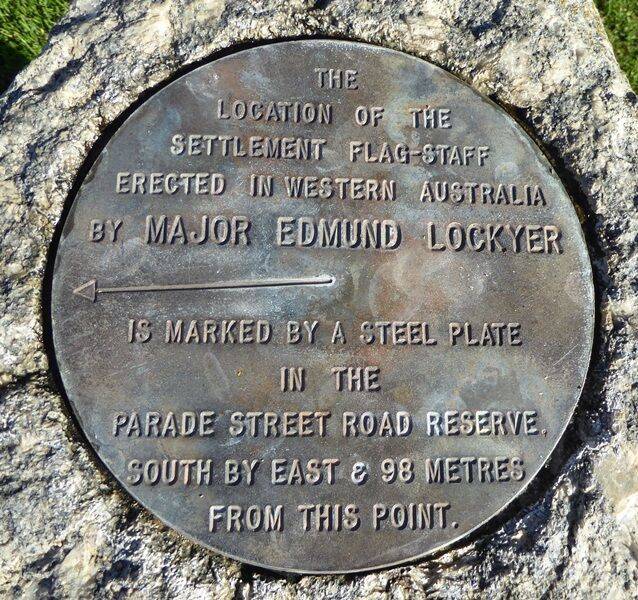 THE
LOCATION OF THE
SETTLEMENT FLAG-STAFF
ERECTED IN WESTERN AUSTRALIA
BY MAJOR EDMUND LOCKYER
IS MARKED BY A STEEL PLATE
IN THE
PARADE STREET ROAD RESERVE.
SOUTH BY EAST & 98 METRES
FROM THIS POINT.